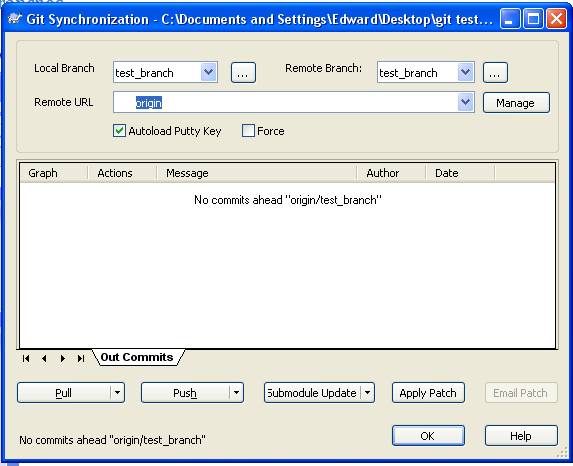 Git Synchronization - C:\Documents and Settings\Edward\Desktop\git test...
Local Branch
test_branch
...
Remote Branch:
test_branch
...
Remote URL
origin
Manage
Autoload Putty Key
Force
Graph Actions Message Author Date
No commits ahead "origin/test_branch"
Out Commits
Pull
Push
Submodule Update
Apply Patch
Email Patch
No commits ahead "origin/test_branch"
OK
Help